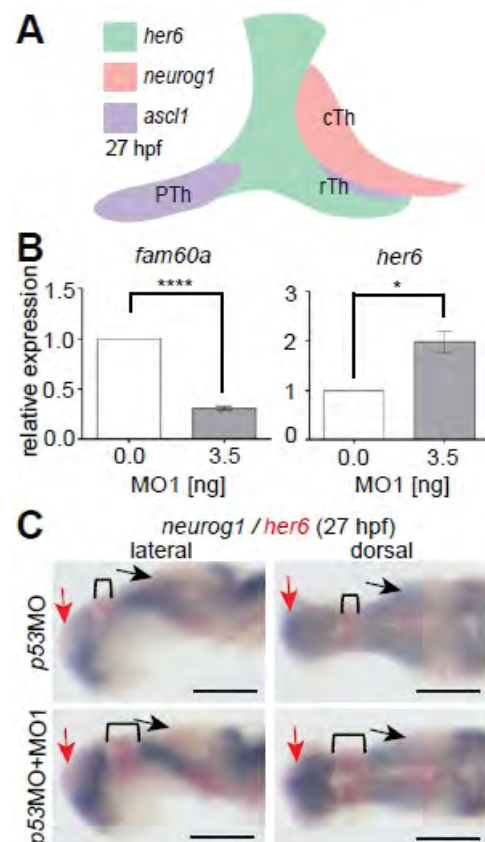 A
her6
neurog1
ascl1
27 hpf
cTh
rTh
PTh
B
fam60a
her6
****
*
relative expression
1.5
1.0
0.5
0.0
3
2
1
0
0.0
3.5
0.0
3.5
MO1 [ng]
MO1 [ng]
C
neurog1 / her6 (27 hpf)
lateral
dorsal
p53MO
p53MO+MO1